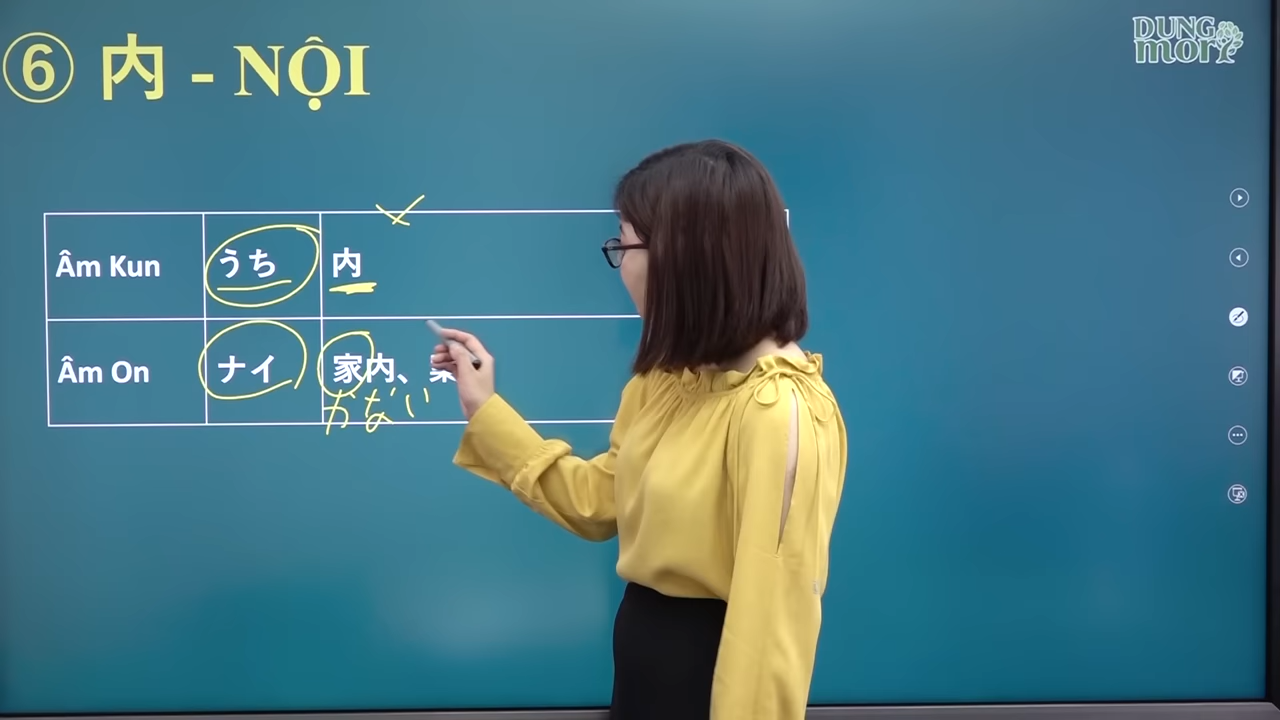 ⑥ 内 - NỘI
DUNG
mori
Âm Kun うち 内
Âm On ナイ 家内、
かない